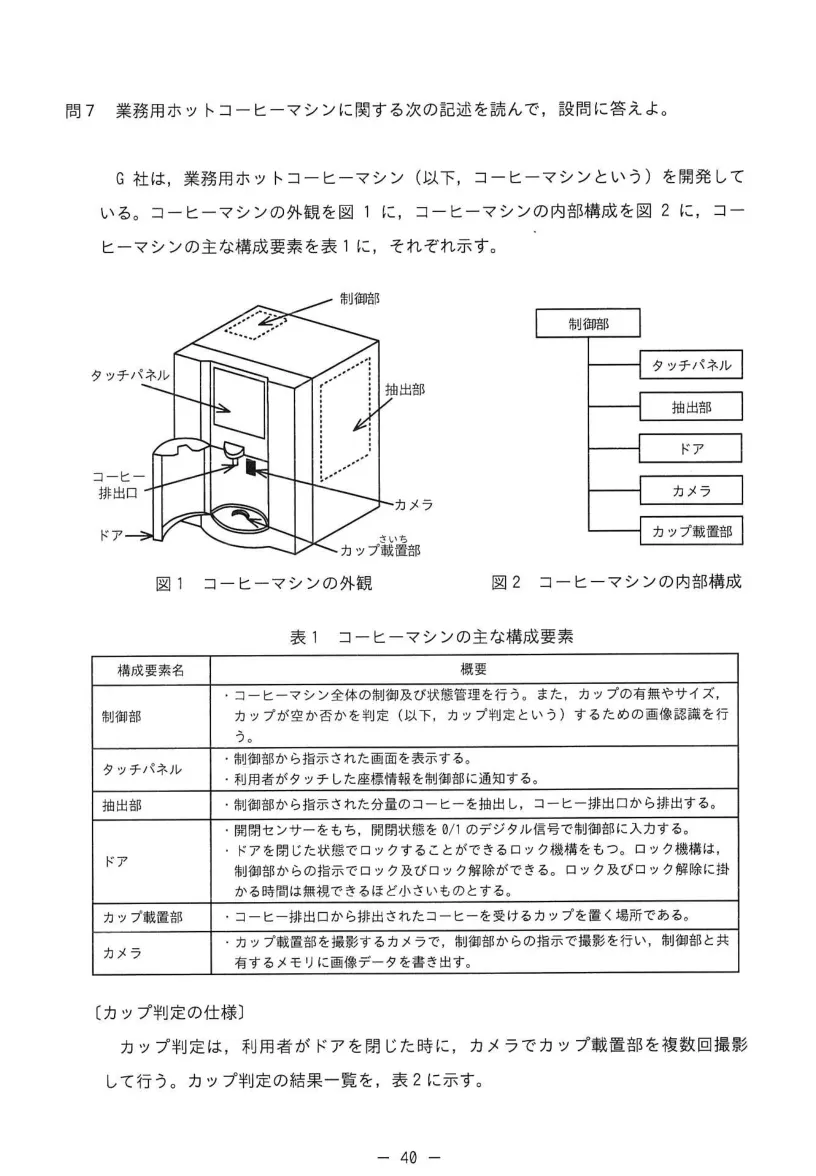 問7 業務用ホットコーヒーマシンに関する次の記述を読んで，設問に答えよ。
G 社は，業務用ホットコーヒーマシン（以下，コーヒーマシンという）を開発して
いる。コーヒーマシンの外観を図 1 に，コーヒーマシンの内部構成を図 2 に，コー
ヒーマシンの主な構成要素を表 1 に，それぞれ示す。
制御部
タッチパネル
抽出部
コーヒー
排出口
カメラ
ドア
さいち
カップ載置部
図 1 コーヒーマシンの外観
制御部
タッチパネル
抽出部
ドア
カメラ
カップ載置部
図 2 コーヒーマシンの内部構成
表 1 コーヒーマシンの主な構成要素
構成要素名 概要
制御部
・コーヒーマシン全体の制御及び状態管理を行う。また，カップの有無やサイズ，
カップが空か否かを判定（以下，カップ判定という）するための画像認識を行
う。
タッチパネル
・制御部から指示された画面を表示する。
・利用者がタッチした座標情報を制御部に通知する。
抽出部 ・制御部から指示された分量のコーヒーを抽出し，コーヒー排出口から排出する。
ドア
・開閉センサーをもち，開閉状態を 0/1 のデジタル信号で制御部に入力する。
・ドアを閉じた状態でロックすることができるロック機構をもつ。ロック機構は，
制御部からの指示でロック及びロック解除ができる。ロック及びロック解除に掛
かる時間は無視できるほど小さいものとする。
カップ載置部 ・コーヒー排出口から排出されたコーヒーを受けるカップを置く場所である。
カメラ
・カップ載置部を撮影するカメラで，制御部からの指示で撮影を行い，制御部と共
有するメモリに画像データを書き出す。
〔カップ判定の仕様〕
カップ判定は，利用者がドアを閉じた時に，カメラでカップ載置部を複数回撮影
して行う。カップ判定の結果一覧を，表 2 に示す。
－ 40 －